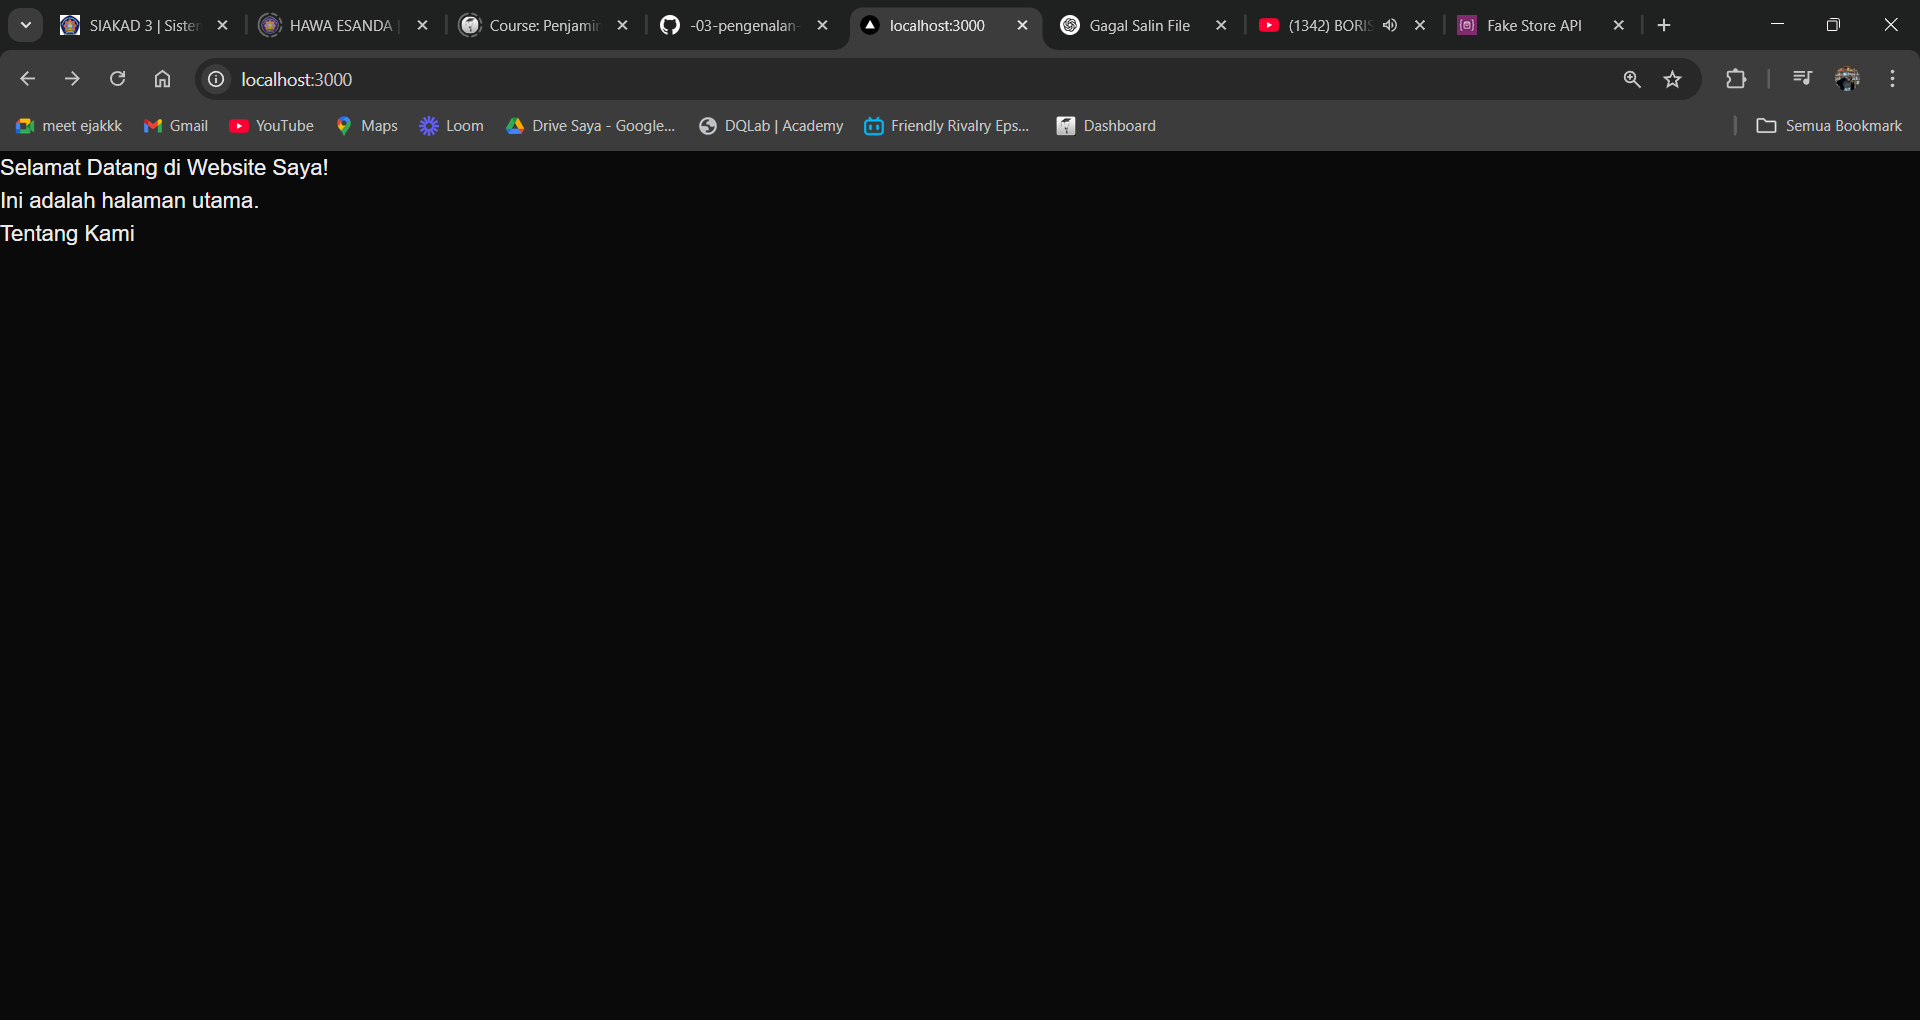 SIAKAD 3 | Sister
HAWA ESANDA |
Course: Penjamin
-03-pengenalan-
localhost:3000
Gagal Salin File
(1342) BORIS
Fake Store API
localhost:3000
meet ejakkk
Gmail
YouTube
Maps
Loom
Drive Saya - Google...
DQLab | Academy
Friendly Rivalry Eps...
Dashboard
Semua Bookmark
Selamat Datang di Website Saya!
Ini adalah halaman utama.
Tentang Kami